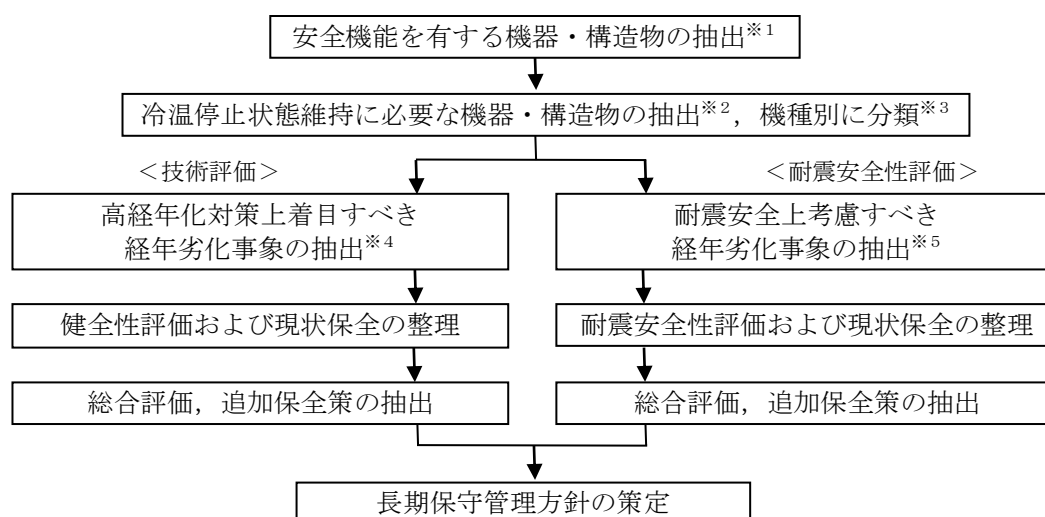 安全機能を有する機器・構造物の抽出※1
冷温停止状態維持に必要な機器・構造物の抽出※2，機種別に分類※3
＜技術評価＞
＜耐震安全性評価＞
高経年化対策上着目すべき
経年劣化事象の抽出※4
耐震安全上考慮すべき
経年劣化事象の抽出※5
健全性評価および現状保全の整理
耐震安全性評価および現状保全の整理
総合評価，追加保全策の抽出
総合評価，追加保全策の抽出
長期保守管理方針の策定